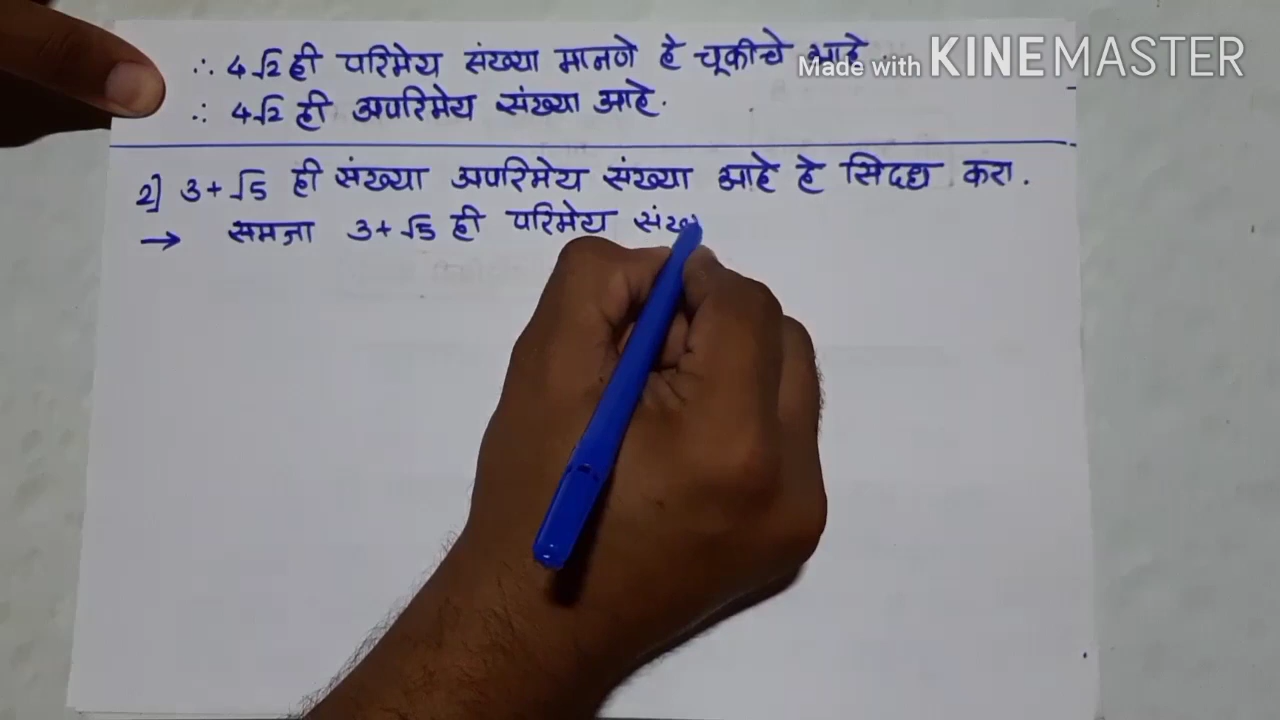 ∴ 4√2 ही परिमेय संख्या मानणे हे चूकीचे आहे
Made with KINEMASTER
∴ 4√2 ही अपरिमेय संख्या आहे.
2] 3+√5 ही संख्या अपरिमेय संख्या आहे हे सिदध करा.
→ समजा 3+√5 ही परिमेय